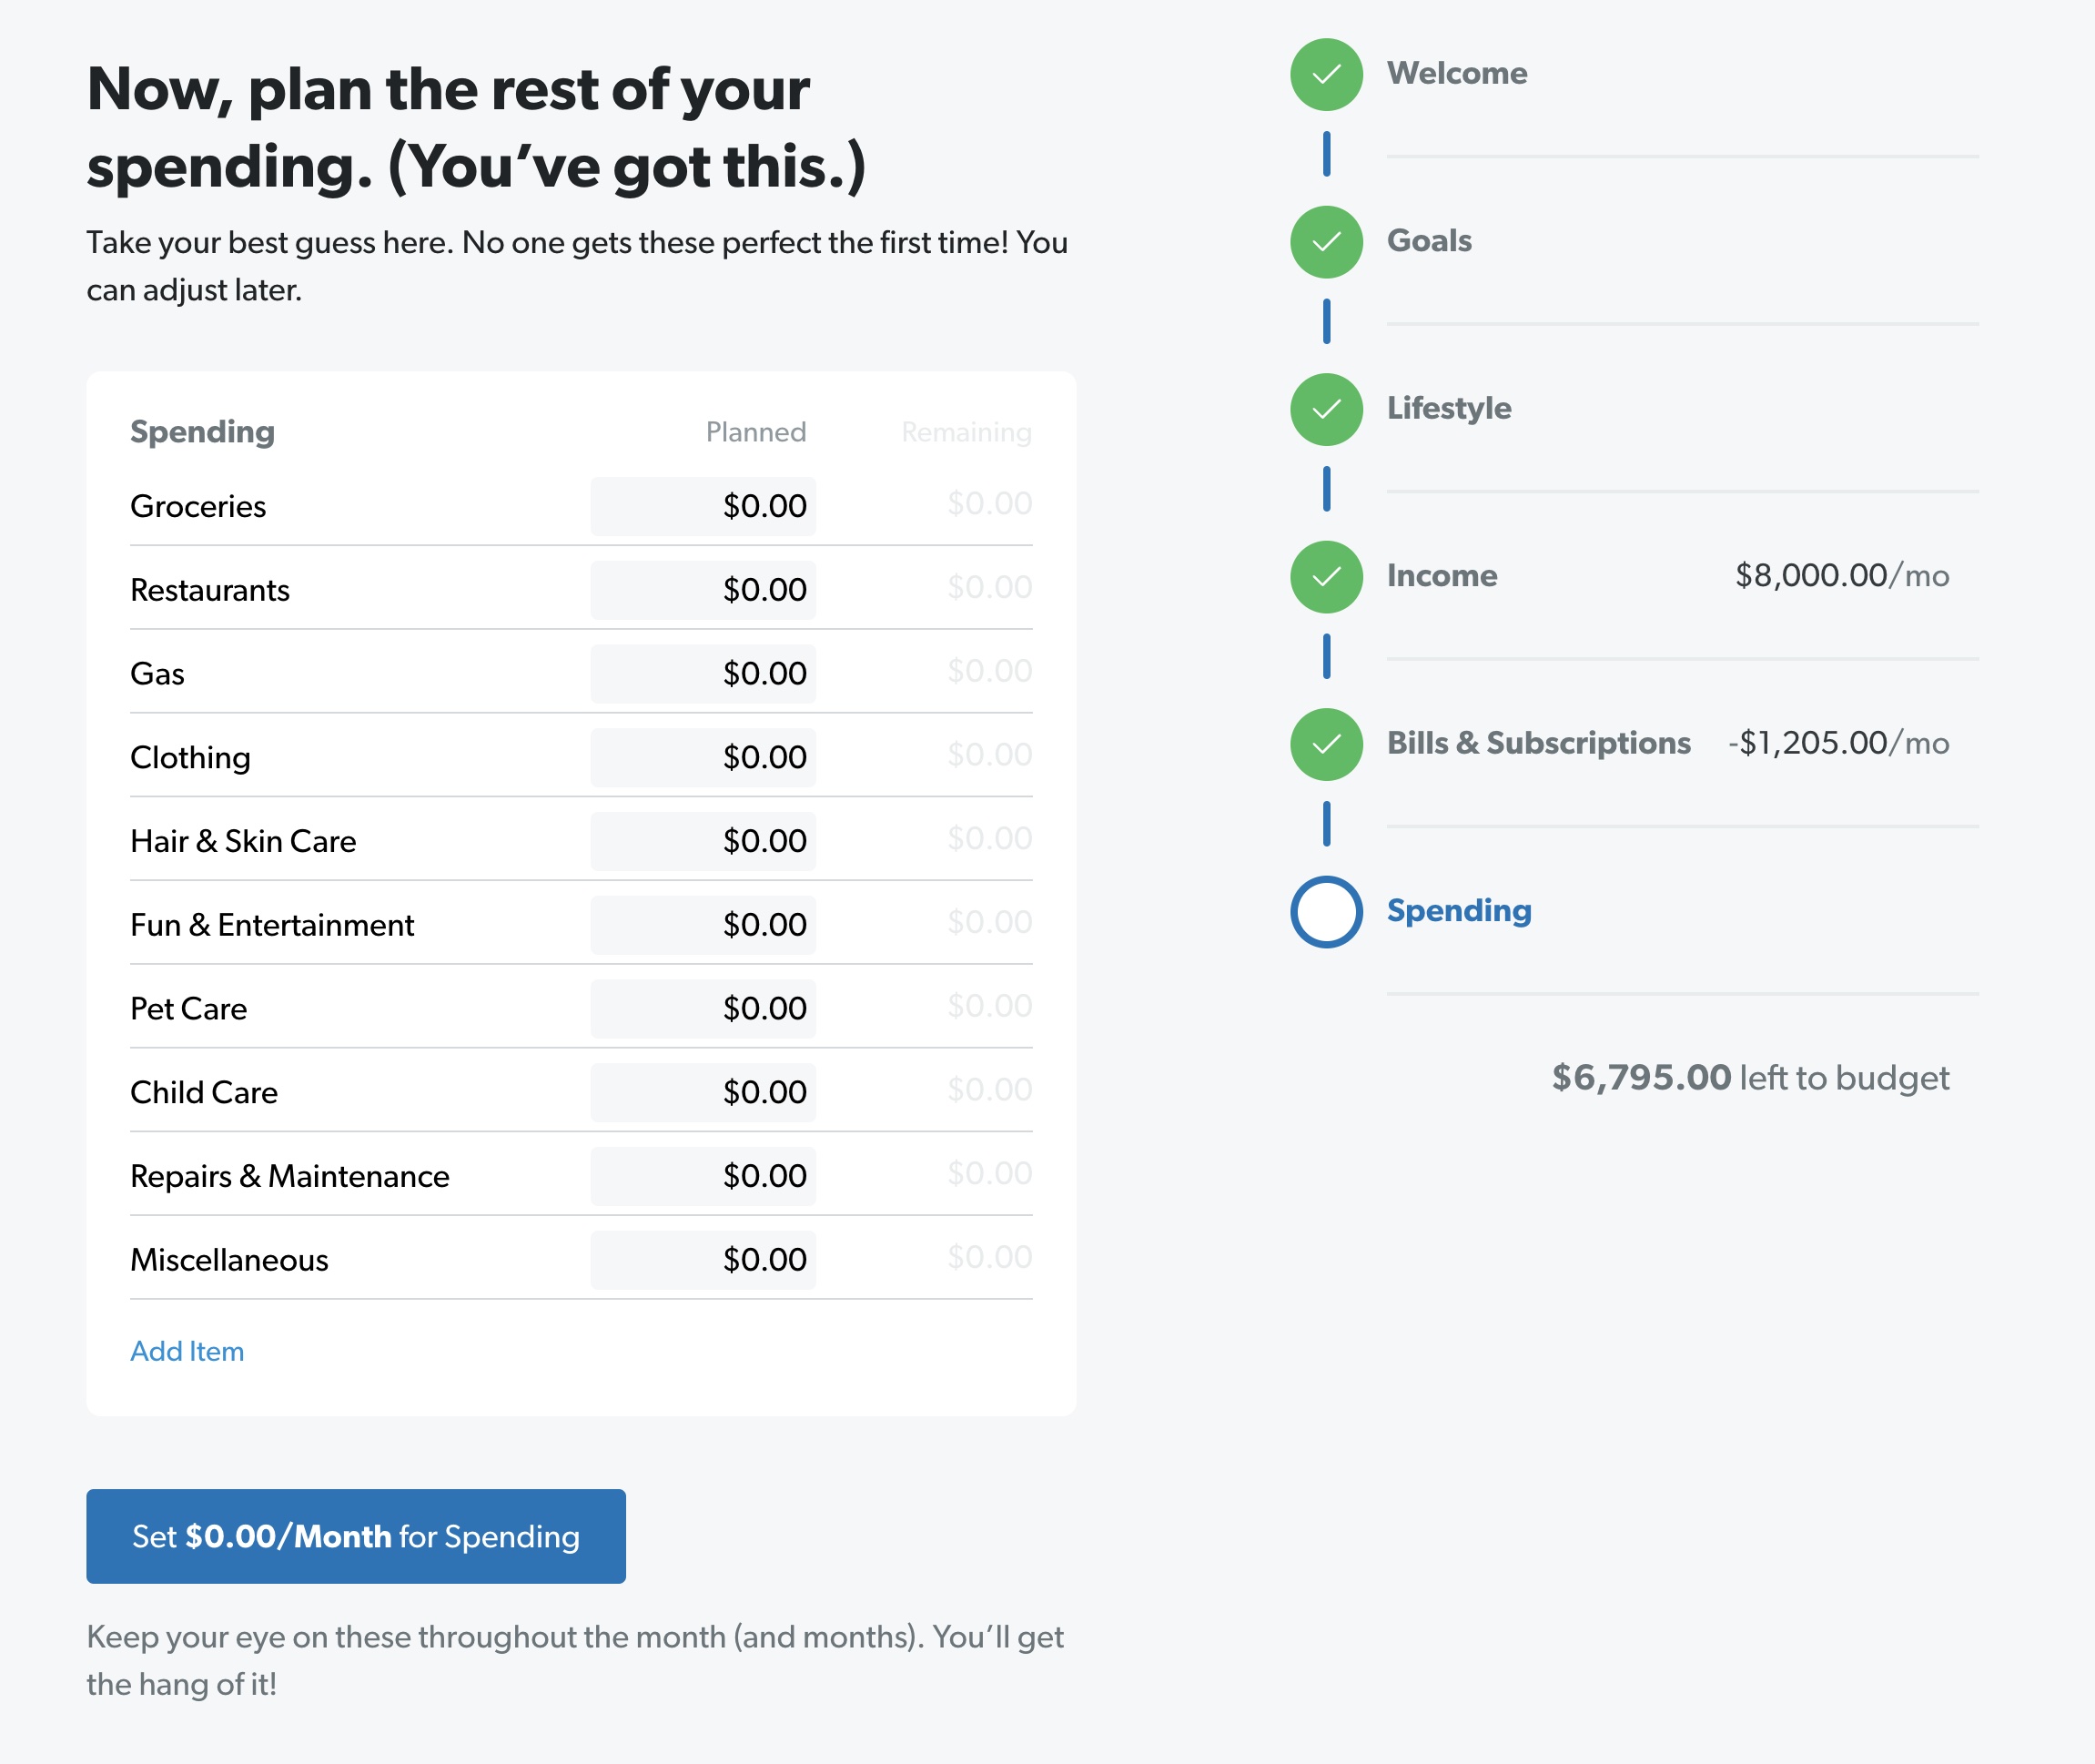 Now, plan the rest of your
spending. (You’ve got this.)
Take your best guess here. No one gets these perfect the first time! You
can adjust later.
Spending Planned Remaining
Groceries $0.00 $0.00
Restaurants $0.00 $0.00
Gas $0.00 $0.00
Clothing $0.00 $0.00
Hair & Skin Care $0.00 $0.00
Fun & Entertainment $0.00 $0.00
Pet Care $0.00 $0.00
Child Care $0.00 $0.00
Repairs & Maintenance $0.00 $0.00
Miscellaneous $0.00 $0.00
Add Item
Set $0.00/Month for Spending
Keep your eye on these throughout the month (and months). You’ll get
the hang of it!
Welcome
Goals
Lifestyle
Income $8,000.00/mo
Bills & Subscriptions -$1,205.00/mo
Spending
$6,795.00 left to budget